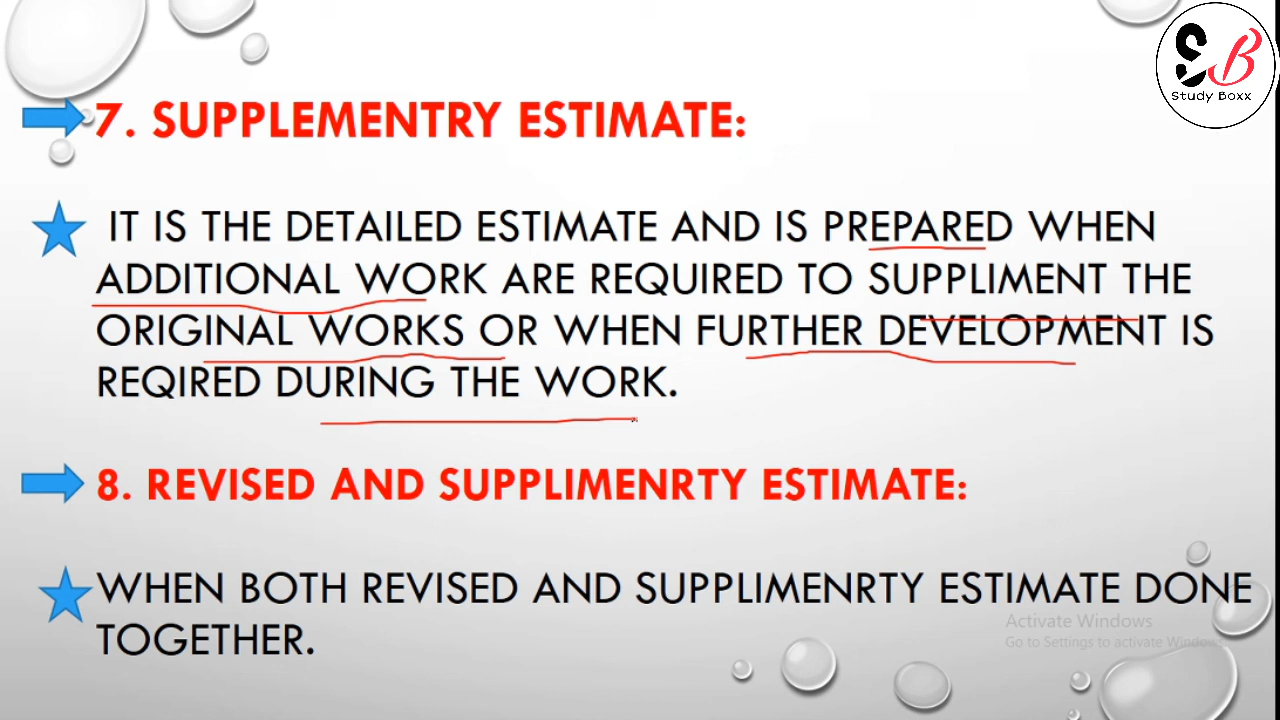 SB
Study Boxx
7. SUPPLEMENTRY ESTIMATE:
IT IS THE DETAILED ESTIMATE AND IS PREPARED WHEN
ADDITIONAL WORK ARE REQUIRED TO SUPPLIMENT THE
ORIGINAL WORKS OR WHEN FURTHER DEVELOPMENT IS
REQIRED DURING THE WORK.
8. REVISED AND SUPPLIMENRTY ESTIMATE:
WHEN BOTH REVISED AND SUPPLIMENRTY ESTIMATE DONE
TOGETHER.
Activate Windows
Go to Settings to activate Windows.